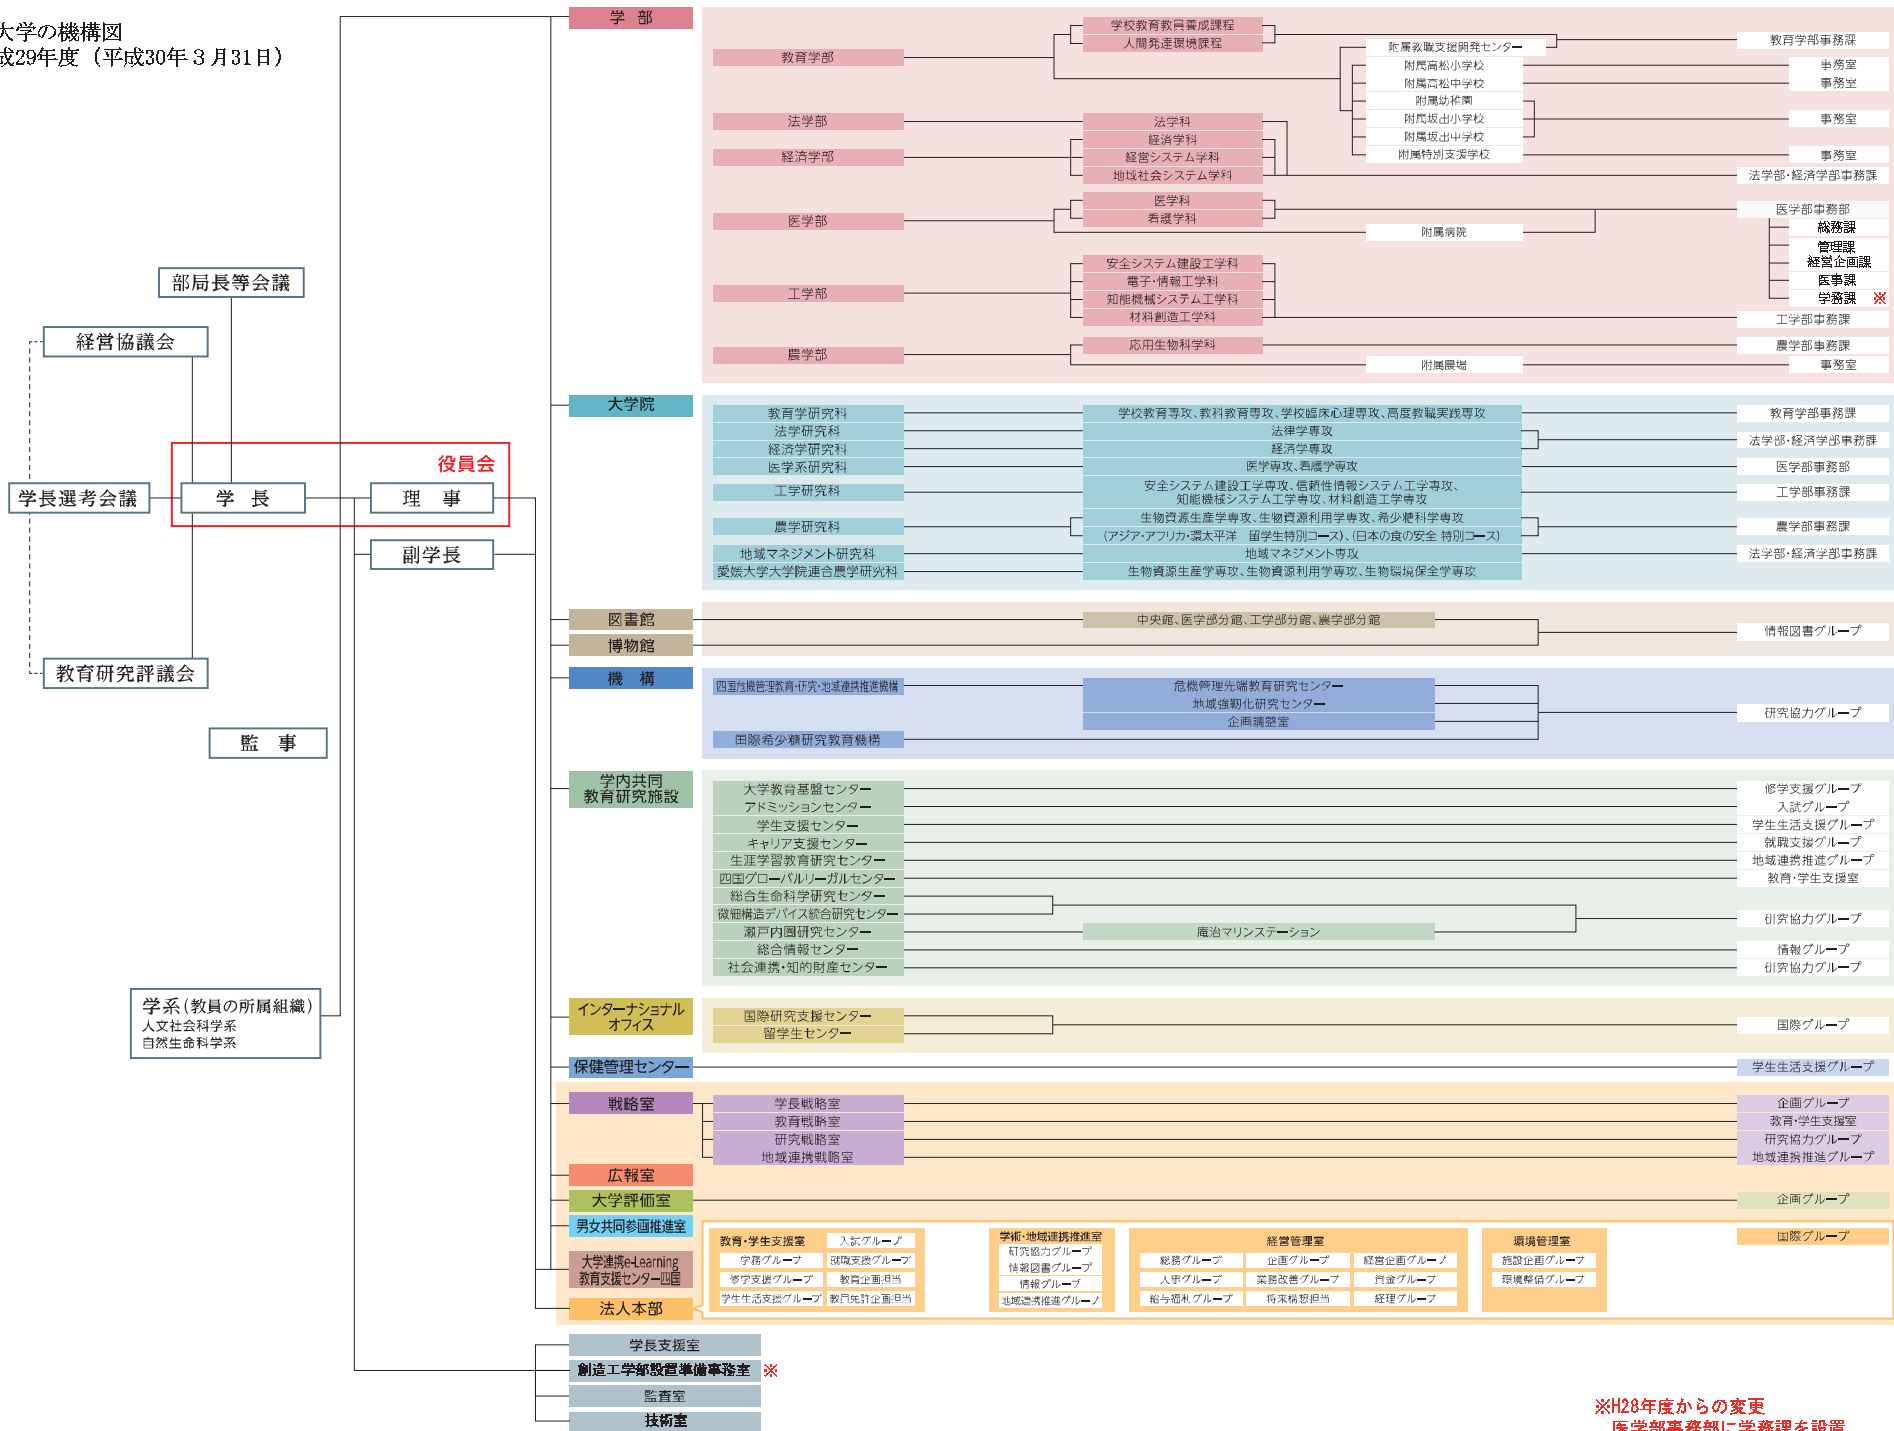 大学の機構図
成29年度（平成30年３月31日）
部局長等会議
経営協議会
役員会
学長選考会議
学　長
理　事
副学長
教育研究評議会
監　事
学系(教員の所属組織)
人文社会科学系
自然生命科学系
学　部
教育学部
学校教育教員養成課程
人間発達環境課程
附属教職支援開発センター
教育学部事務課
附属高松小学校
事務室
附属高松中学校
事務室
附属幼稚園
附属坂出小学校
事務室
附属坂出中学校
附属特別支援学校
事務室
法学部
法学科
経済学部
経済学科
経営システム学科
地域社会システム学科
法学部・経済学部事務課
医学部
医学科
看護学科
附属病院
医学部事務部
総務課
管理課
経営企画課
医事課
学務課　※
工学部
安全システム建設工学科
電子・情報工学科
知能機械システム工学科
材料創造工学科
工学部事務課
農学部
応用生物科学科
農学部事務課
附属農場
事務室
大学院
教育学研究科
学校教育専攻、教科教育専攻、学校臨床心理専攻、高度教職実践専攻
教育学部事務課
法学研究科
法律学専攻
経済学研究科
経済学専攻
法学部・経済学部事務課
医学系研究科
医学専攻、看護学専攻
医学部事務部
工学研究科
安全システム建設工学専攻、信頼性情報システム工学専攻、
知能機械システム工学専攻、材料創造工学専攻
工学部事務課
農学研究科
生物資源生産学専攻、生物資源利用学専攻、希少糖科学専攻
(アジア・アフリカ・環太平洋　留学生特別コース)、(日本の食の安全 特別コース)
農学部事務課
地域マネジメント研究科
地域マネジメント専攻
法学部・経済学部事務課
愛媛大学大学院連合農学研究科
生物資源生産学専攻、生物資源利用学専攻、生物環境保全学専攻
図書館
中央館、医学部分館、工学部分館、農学部分館
博物館
情報図書グループ
機　構
四国危機管理教育・研究・地域連携推進機構
危機管理先端教育研究センター
地域強靭化研究センター
企画調整室
研究協力グループ
国際希少糖研究教育機構
学内共同
教育研究施設
大学教育基盤センター
修学支援グループ
アドミッションセンター
入試グループ
学生支援センター
学生生活支援グループ
キャリア支援センター
就職支援グループ
生涯学習教育研究センター
地域連携推進グループ
四国グローバルリーガルセンター
教育・学生支援室
総合生命科学研究センター
微細構造デバイス統合研究センター
研究協力グループ
瀬戸内圏研究センター
庵治マリンステーション
総合情報センター
情報グループ
社会連携・知的財産センター
研究協力グループ
インターナショナル
オフィス
国際研究支援センター
留学生センター
国際グループ
保健管理センター
学生生活支援グループ
戦略室
学長戦略室
企画グループ
教育戦略室
教育・学生支援室
研究戦略室
研究協力グループ
地域連携戦略室
地域連携推進グループ
広報室
大学評価室
企画グループ
男女共同参画推進室
大学連携e-Learning
教育支援センター四国
法人本部
教育・学生支援室
入試グループ
学務グループ
就職支援グループ
修学支援グループ
教育企画担当
学生生活支援グループ
教員免許企画担当
学術・地域連携推進室
研究協力グループ
情報図書グループ
情報グループ
地域連携推進グループ
経営管理室
総務グループ
企画グループ
経営企画グループ
人事グループ
業務改善グループ
資金グループ
給与福利グループ
将来構想担当
経理グループ
環境管理室
施設企画グループ
環境整備グループ
国際グループ
学長支援室
創造工学部設置準備事務室　※
監査室
技術室
※H28年度からの変更
医学部事務部に学務課を設置